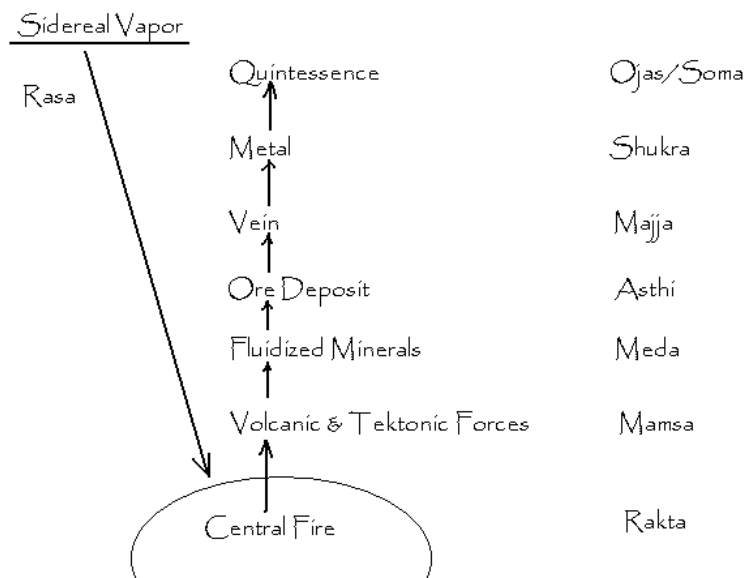 Sidereal Vapor
Rasa
Quintessence Ojas/Soma
Metal Shukra
Vein Majja
Ore Deposit Asthi
Fluidized Minerals Meda
Volcanic & Tektonic Forces Mamsa
Central Fire Rakta